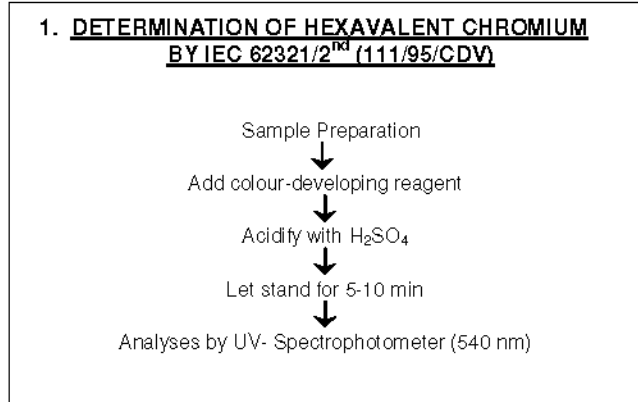 1. DETERMINATION OF HEXAVALENT CHROMIUM
BY IEC 62321/2nd (111/95/CDV)
Sample Preparation
Add colour-developing reagent
Acidify with H₂SO₄
Let stand for 5-10 min
Analyses by UV- Spectrophotometer (540 nm)